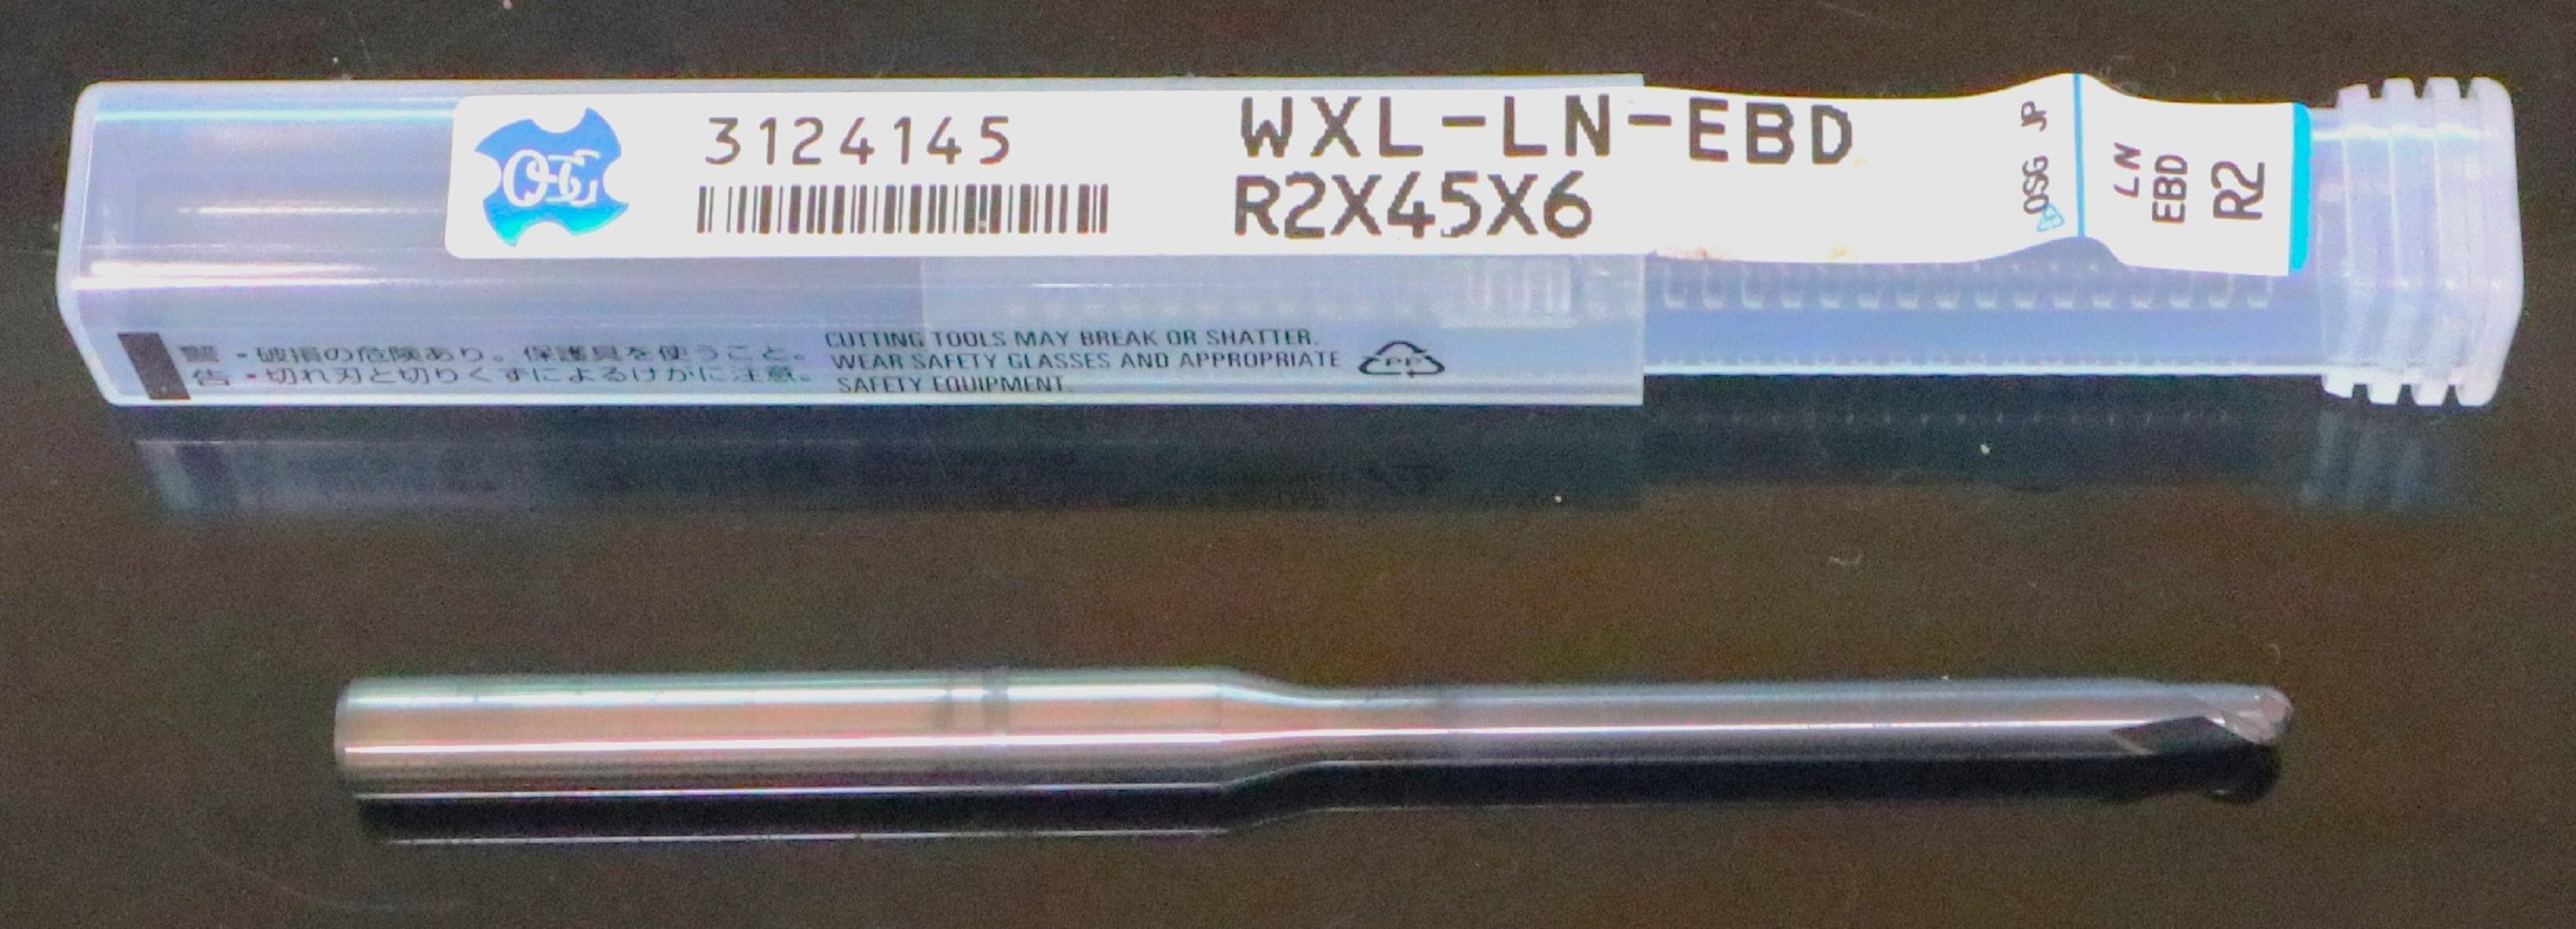 OSG
3124145
WXL-LN-EBD
R2X45X6
OSG JP
LN
EBD
R2
警 ・破損の危険あり。保護具を使うこと。
告 ・切れ刃と切りくずによるけがに注意。
CUTTING TOOLS MAY BREAK OR SHATTER.
WEAR SAFETY GLASSES AND APPROPRIATE
SAFETY EQUIPMENT.
PP